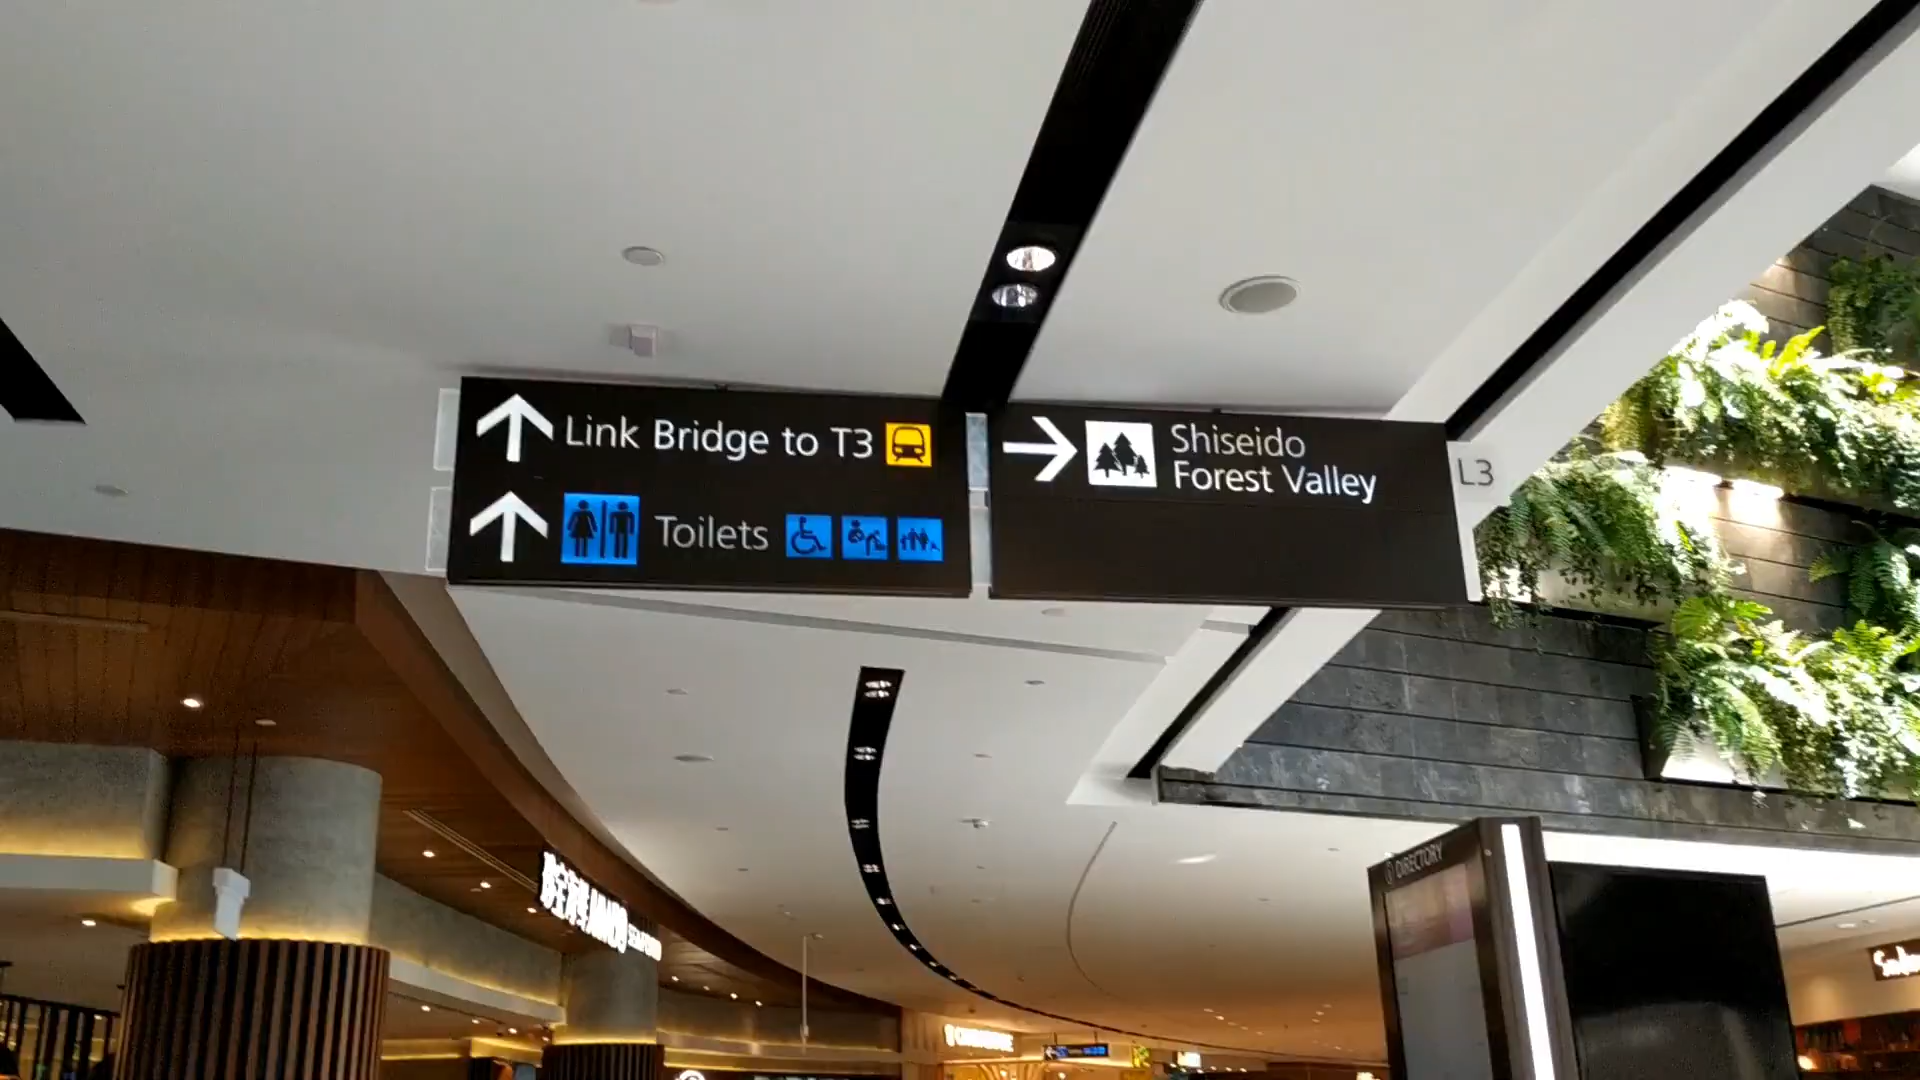 Link Bridge to T3
Toilets
Shiseido
Forest Valley
L3
DIRECTORY